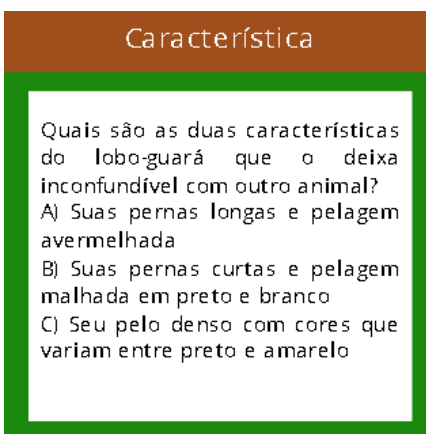 Característica
Quais são as duas características
do lobo-guará que o deixa
inconfundível com outro animal?
A) Suas pernas longas e pelagem
avermelhada
B) Suas pernas curtas e pelagem
malhada em preto e branco
C) Seu pelo denso com cores que
variam entre preto e amarelo